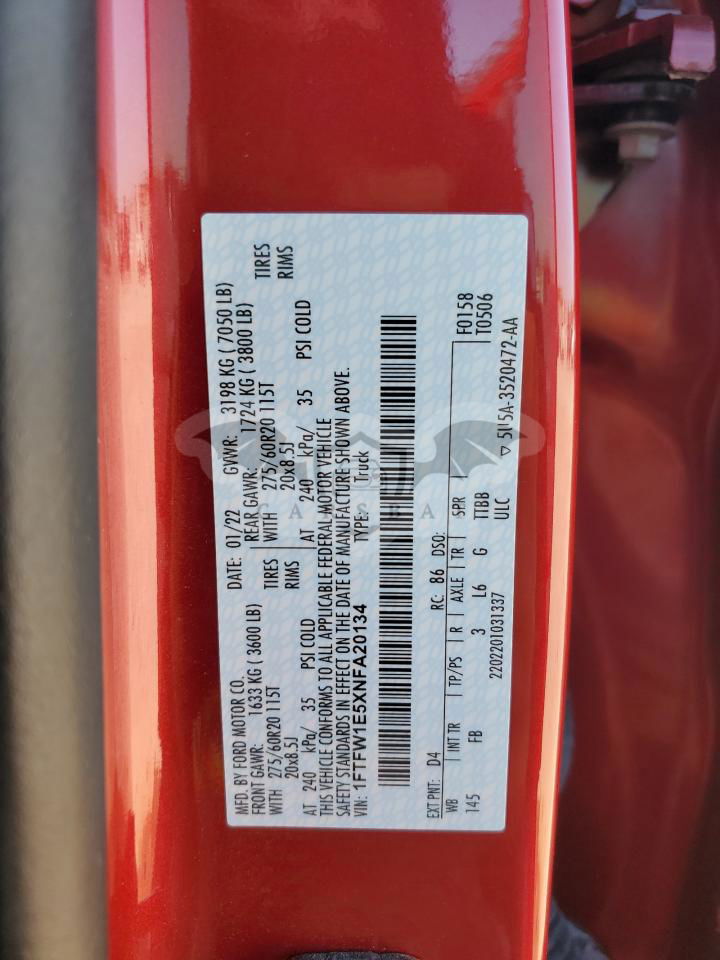 MFD. BY FORD MOTOR CO. DATE: 01/22 GVWR: 3198 KG ( 7050 LB)
FRONT GAWR: 1633 KG ( 3600 LB) REAR GAWR: 1724 KG ( 3800 LB)
WITH 275/60R20 115T TIRES WITH 275/60R20 115T TIRES
20x8.5J RIMS 20x8.5J RIMS
AT 240 kPa/ 35 PSI COLD AT 240 kPa/ 35 PSI COLD
THIS VEHICLE CONFORMS TO ALL APPLICABLE FEDERAL MOTOR VEHICLE
SAFETY STANDARDS IN EFFECT ON THE DATE OF MANUFACTURE SHOWN ABOVE.
VIN: 1FTFW1E5XNFA20134 TYPE: Truck
EXT PNT: D4 RC: 86 DSO: F0158
WB INT TR TP/PS R AXLE TR SPR T0506
145 FB 3 L6 G TTBB
2202201031337 ULC 5U5A-3520472-AA